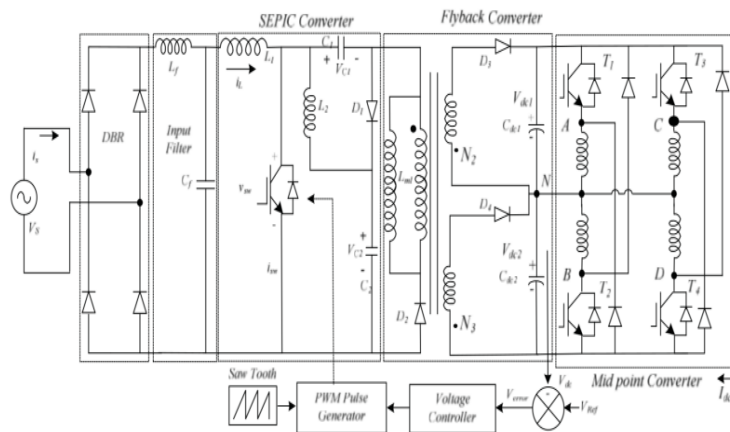 SEPIC Converter
Flyback Converter
C1
L1
Lf
iL
VC1
+ -
D3
T1
T3
DBR
Input
Filter
L2
D1
Vdc1
Cdc1
A
C
is
N2
Lml
N
Cf
vsw
D4
VS
VC2
C2
isw
Vdc2
Cdc2
B
D
D2
N3
T2
T4
Saw Tooth
Vdc
Mid point Converter
Idc
PWM Pulse
Generator
Voltage
Controller
Verror
VRef